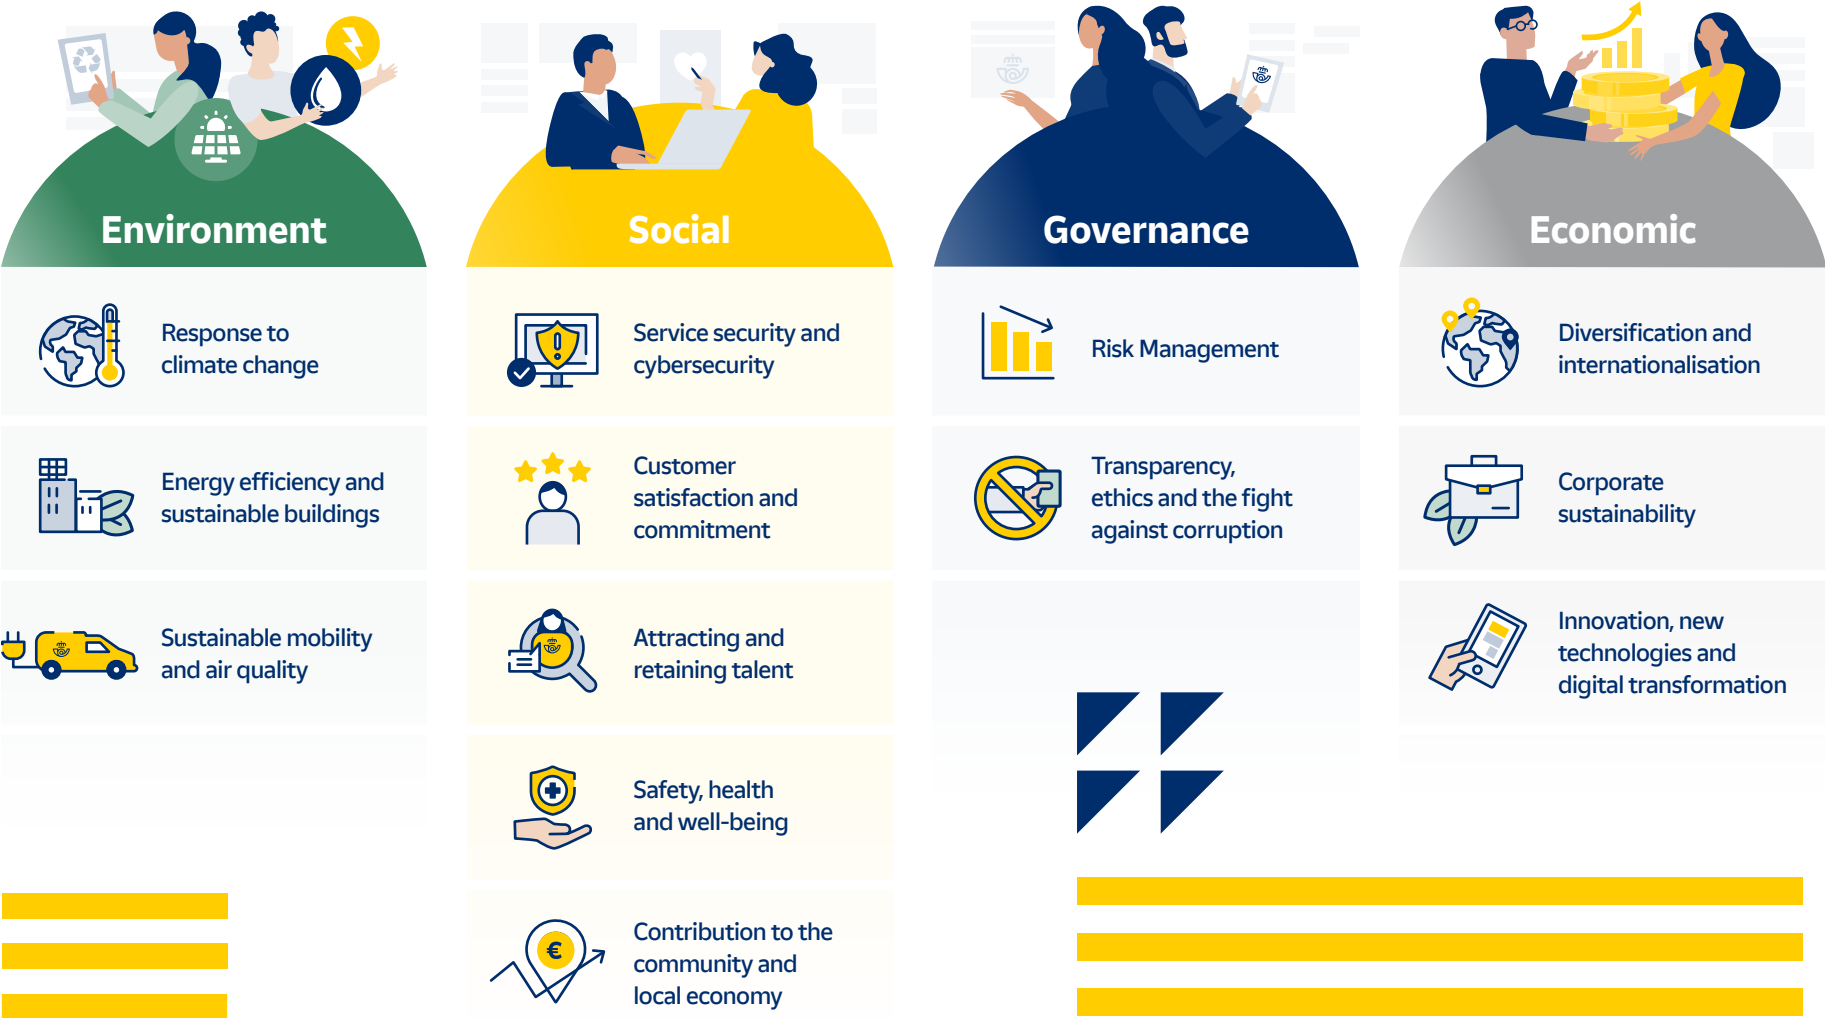 Environment
Response to
climate change
Energy efficiency and
sustainable buildings
Sustainable mobility
and air quality
Social
Service security and
cybersecurity
Customer
satisfaction and
commitment
Attracting and
retaining talent
Safety, health
and well-being
€
Contribution to the
community and
local economy
Governance
Risk Management
Transparency,
ethics and the fight
against corruption
Economic
Diversification and
internationalisation
Corporate
sustainability
Innovation, new
technologies and
digital transformation